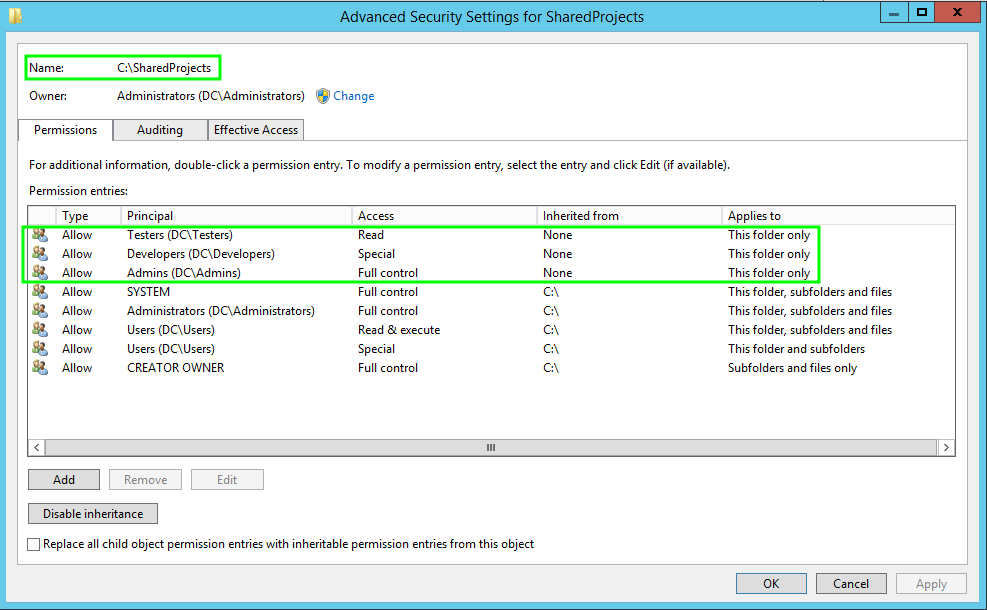 Advanced Security Settings for SharedProjects
Name: C:\SharedProjects
Owner: Administrators (DC\Administrators) Change
Permissions Auditing Effective Access
For additional information, double-click a permission entry. To modify a permission entry, select the entry and click Edit (if available).
Permission entries:
Type Principal Access Inherited from Applies to
Allow Testers (DC\Testers) Read None This folder only
Allow Developers (DC\Developers) Special None This folder only
Allow Admins (DC\Admins) Full control None This folder only
Allow SYSTEM Full control C:\ This folder, subfolders and files
Allow Administrators (DC\Administrators) Full control C:\ This folder, subfolders and files
Allow Users (DC\Users) Read & execute C:\ This folder, subfolders and files
Allow Users (DC\Users) Special C:\ This folder and subfolders
Allow CREATOR OWNER Full control C:\ Subfolders and files only
Add Remove Edit
Disable inheritance
Replace all child object permission entries with inheritable permission entries from this object
OK Cancel Apply